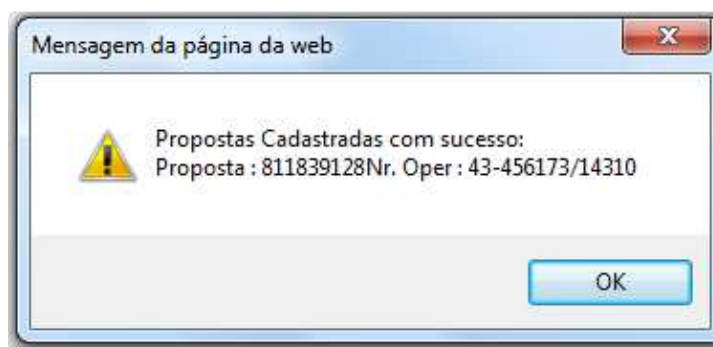 Mensagem da página da web
Propostas Cadastradas com sucesso:
Proposta : 811839128Nr. Oper : 43-456173/14310
OK